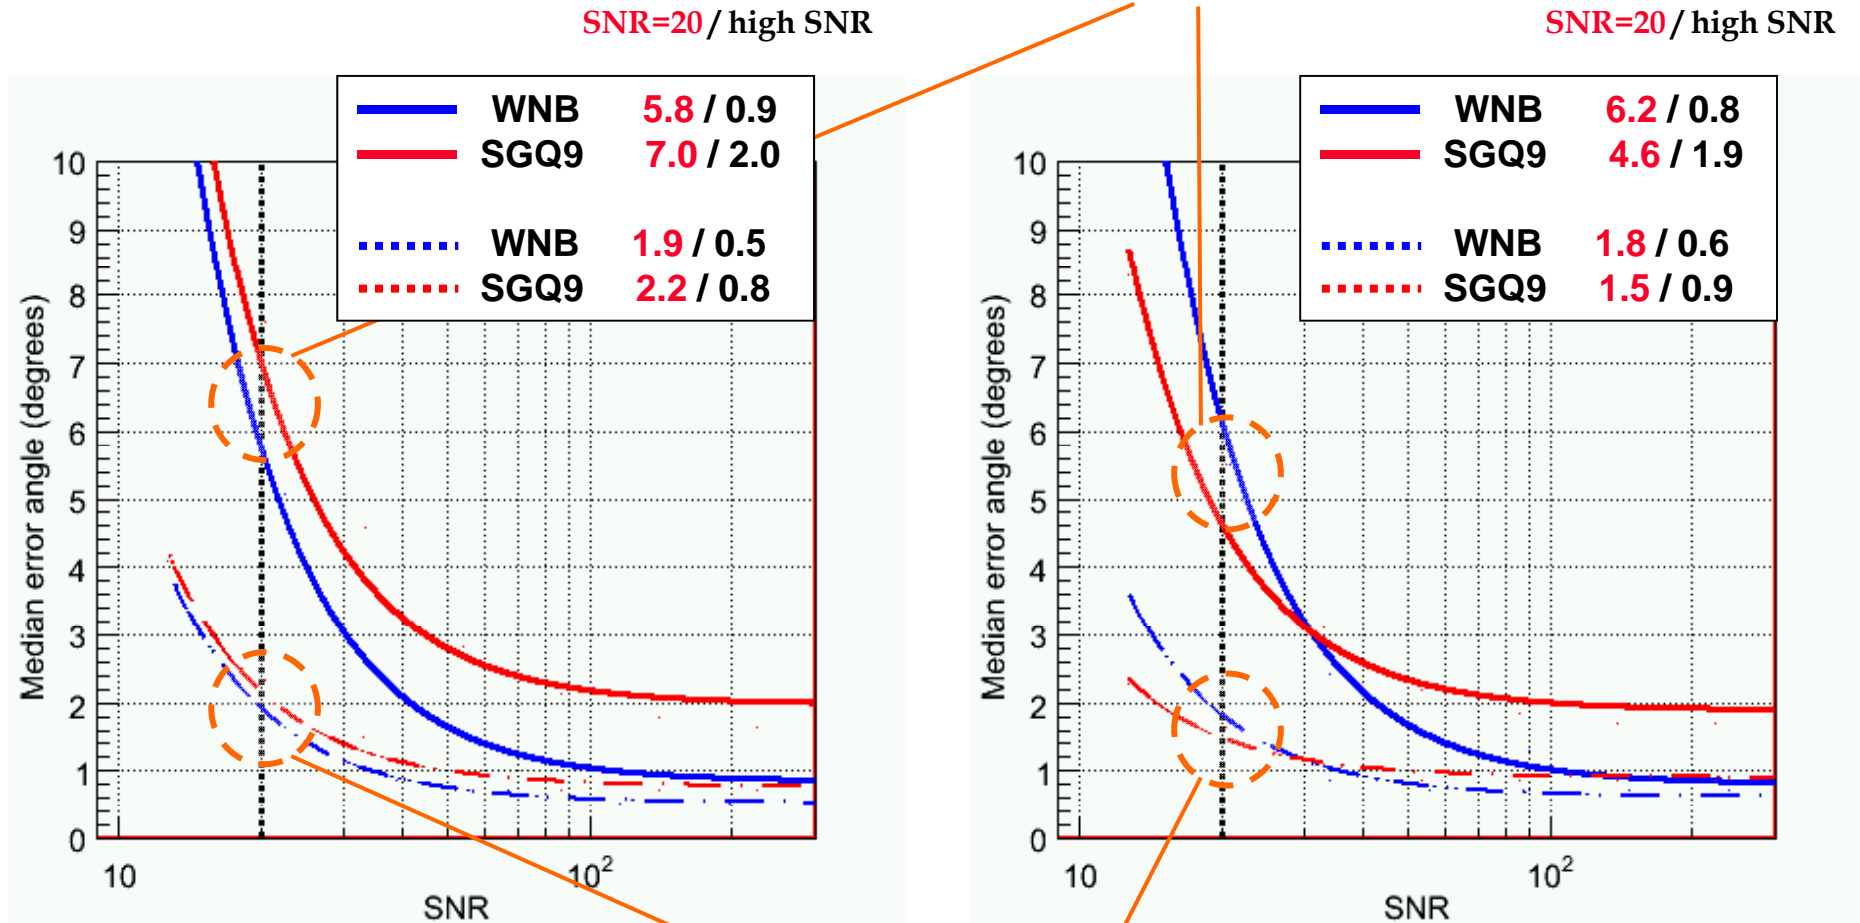 SNR=20 / high SNR
WNB 5.8 / 0.9
SGQ9 7.0 / 2.0
WNB 1.9 / 0.5
SGQ9 2.2 / 0.8
Median error angle (degrees)
10
9
8
7
6
5
4
3
2
1
0
10
10²
SNR
SNR=20 / high SNR
WNB 6.2 / 0.8
SGQ9 4.6 / 1.9
WNB 1.8 / 0.6
SGQ9 1.5 / 0.9
Median error angle (degrees)
10
9
8
7
6
5
4
3
2
1
0
10
10²
SNR